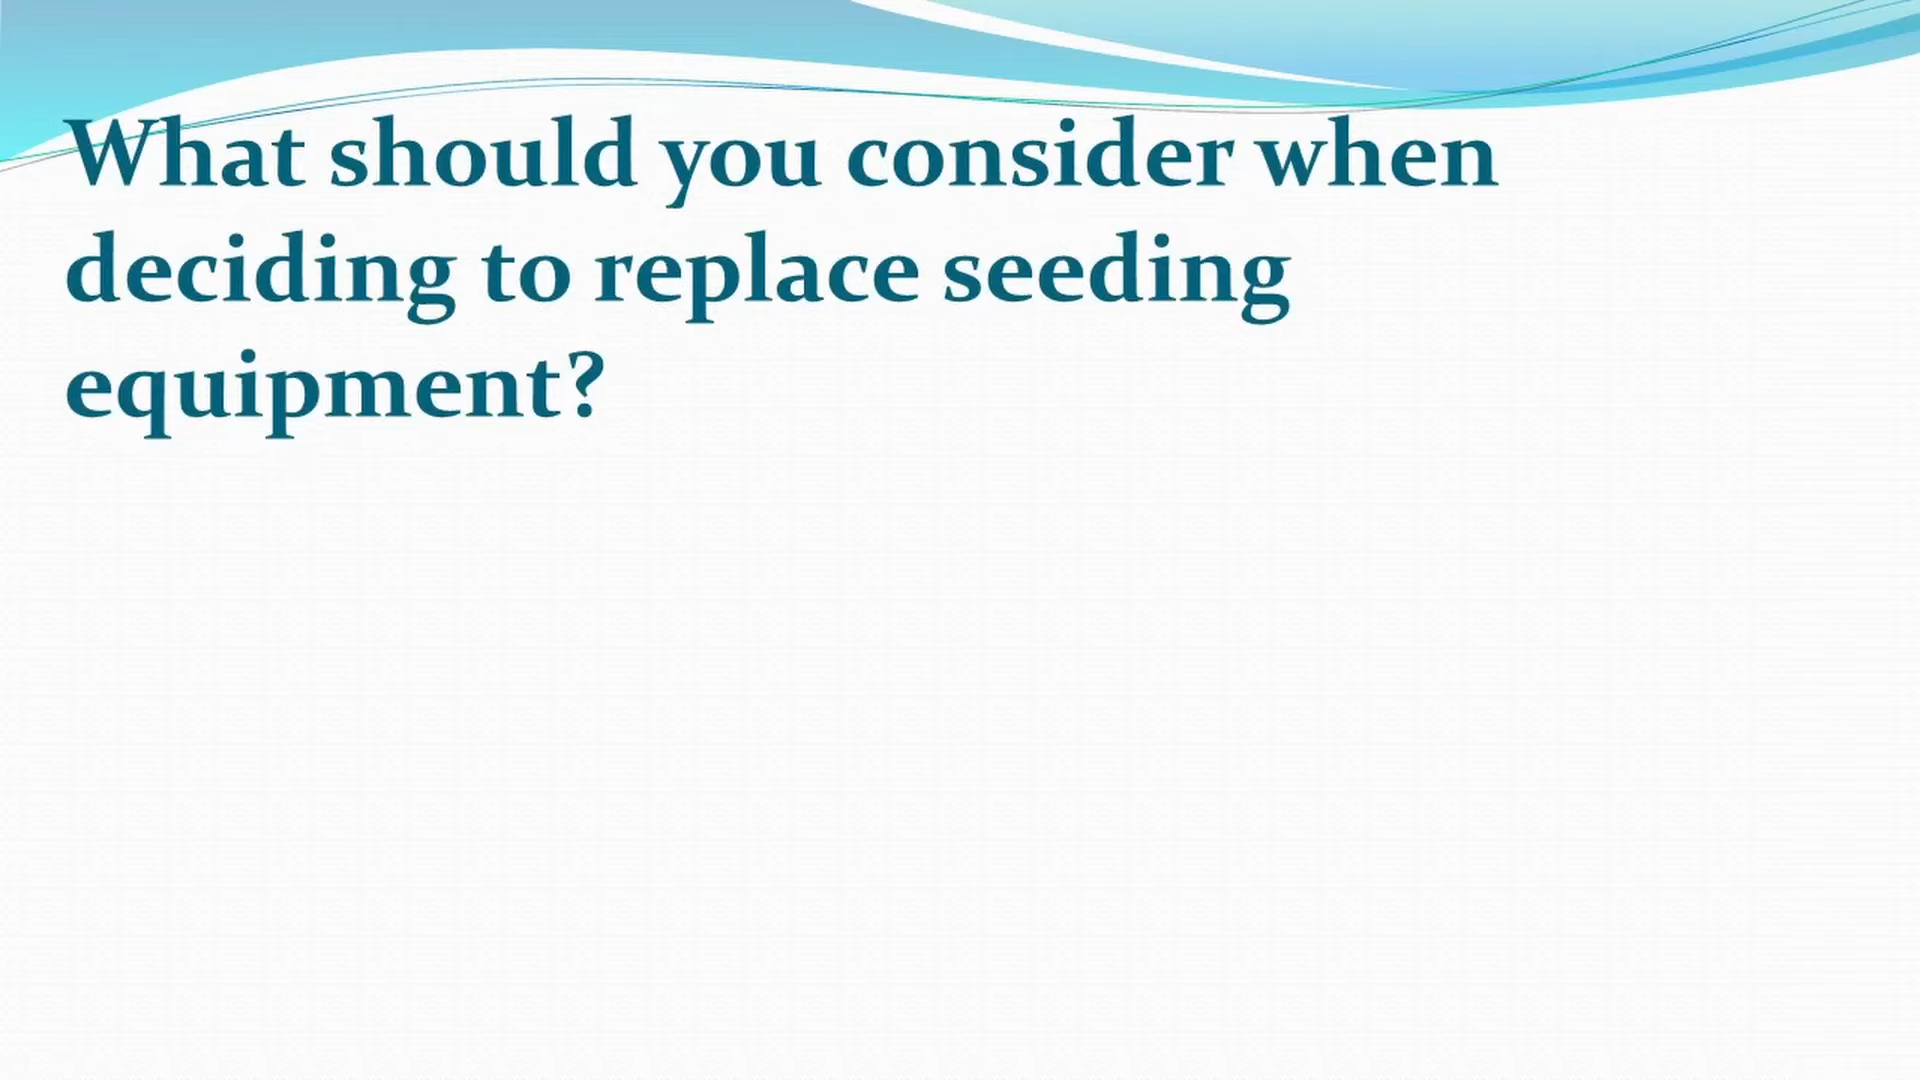 What should you consider when
deciding to replace seeding
equipment?